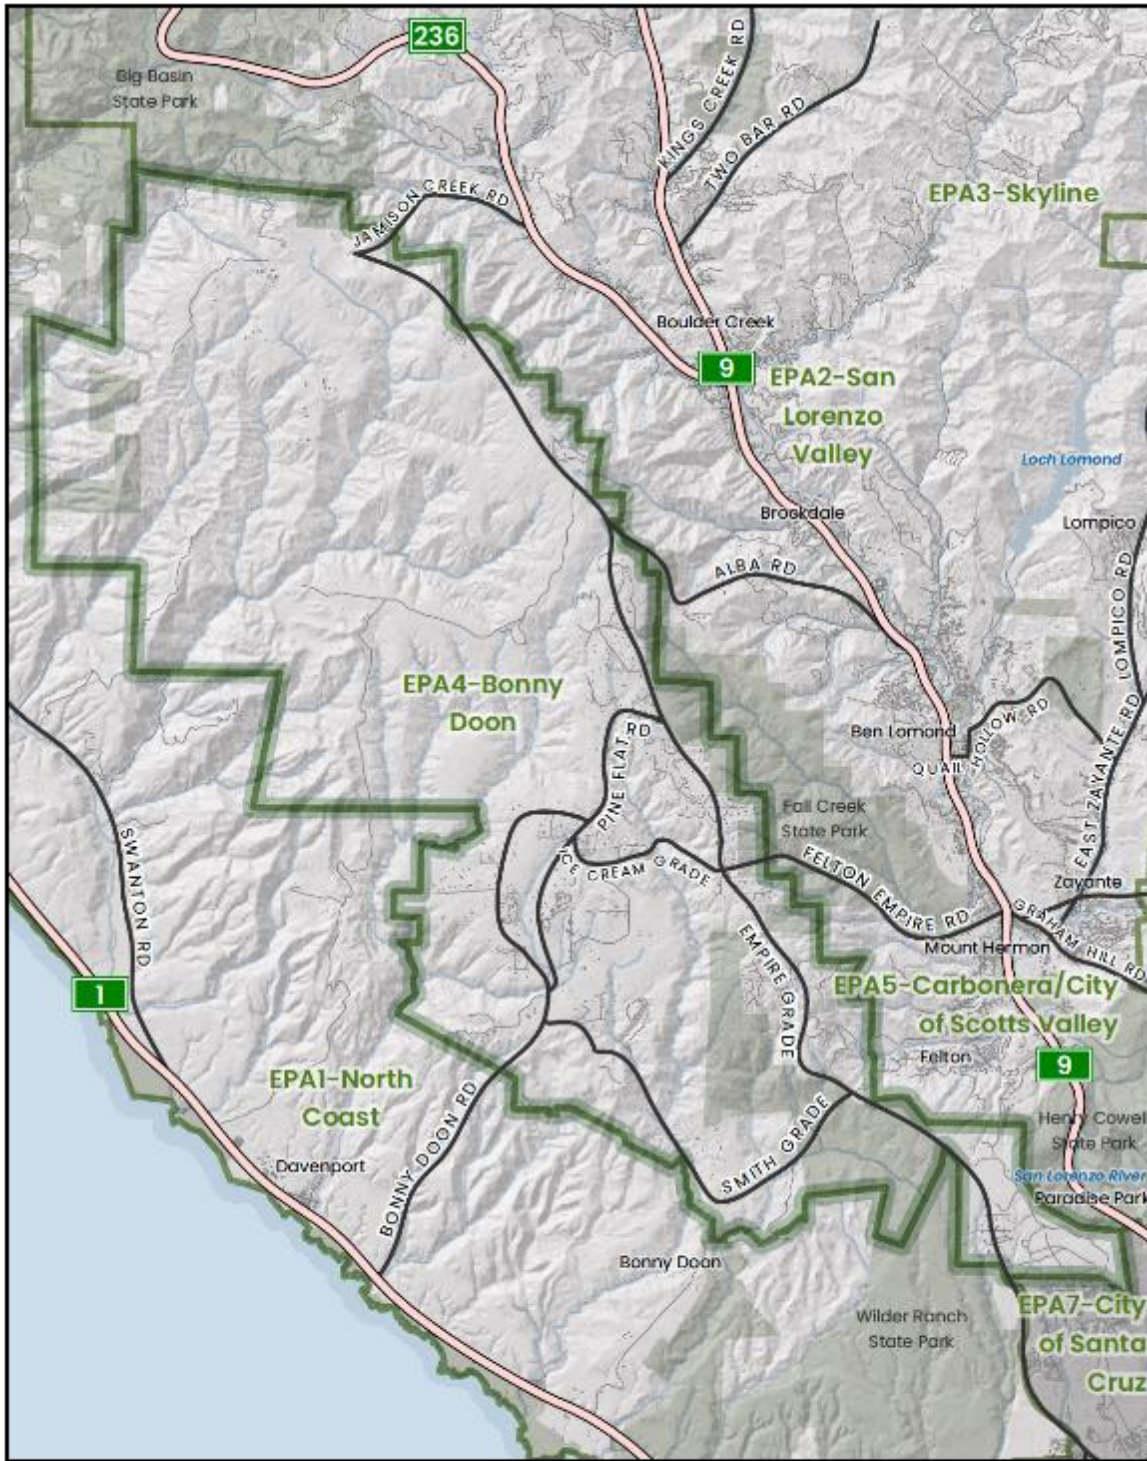 236
KINGS CREEK RD
Big Basin
State Park
TWO BAR RD
EPA3-Skyline
JAMISON CREEK RD
Boulder Creek
9
EPA2-San
Lorenzo
Valley
Loch Lomond
Brookdale
Lompico
ALBA RD
LOMPICO RD
EPA4-Bonny
Doon
PINE FLAT RD
Ben Lomond
QUAIL HOLLOW RD
EAST ZAYANTE RD
Fall Creek
State Park
SWANTON RD
ICE CREAM GRADE
FELTON EMPIRE RD
Zayante
GRAHAM HILL RD
Mount Hermon
EMPIRE GRADE
1
EPA5-Carbonera/City
of Scotts Valley
Felton
9
EPA1-North
Coast
Henry Cowel
State Park
Davenport
BONNY DOON RD
SMITH GRADE
San Lorenzo River
Paradise Park
Bonny Doon
Wilder Ranch
State Park
EPA7-City
of Santa
Cruz